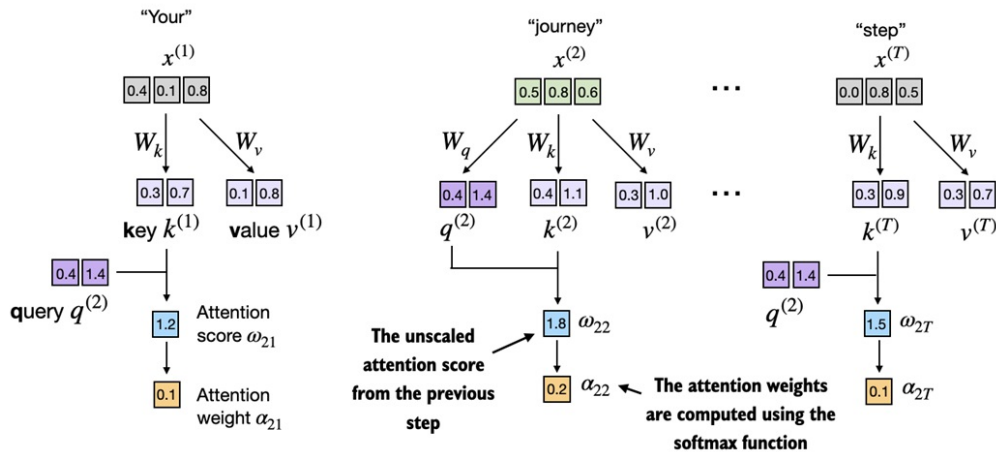 "Your"
x(1)
0.4 0.1 0.8
Wk
Wv
0.3 0.7
0.1 0.8
key k(1)
value v(1)
0.4 1.4
query q(2)
1.2
Attention
score ω21
0.1
Attention
weight α21
"journey"
x(2)
0.5 0.8 0.6
Wq
Wk
Wv
0.4 1.4
0.4 1.1
0.3 1.0
q(2)
k(2)
v(2)
1.8
ω22
The unscaled
attention score
from the previous
step
0.2
α22
The attention weights
are computed using the
softmax function
...
...
"step"
x(T)
0.0 0.8 0.5
Wk
Wv
0.3 0.9
0.3 0.7
k(T)
v(T)
0.4 1.4
q(2)
1.5
ω2T
0.1
α2T